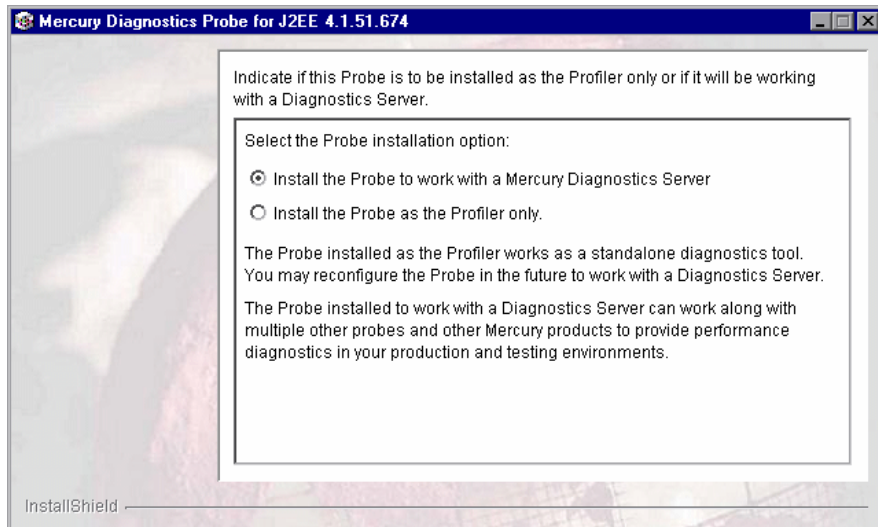 Mercury Diagnostics Probe for J2EE 4.1.51.674
Indicate if this Probe is to be installed as the Profiler only or if it will be working
with a Diagnostics Server.
Select the Probe installation option:
Install the Probe to work with a Mercury Diagnostics Server
Install the Probe as the Profiler only.
The Probe installed as the Profiler works as a standalone diagnostics tool.
You may reconfigure the Probe in the future to work with a Diagnostics Server.
The Probe installed to work with a Diagnostics Server can work along with
multiple other probes and other Mercury products to provide performance
diagnostics in your production and testing environments.
InstallShield